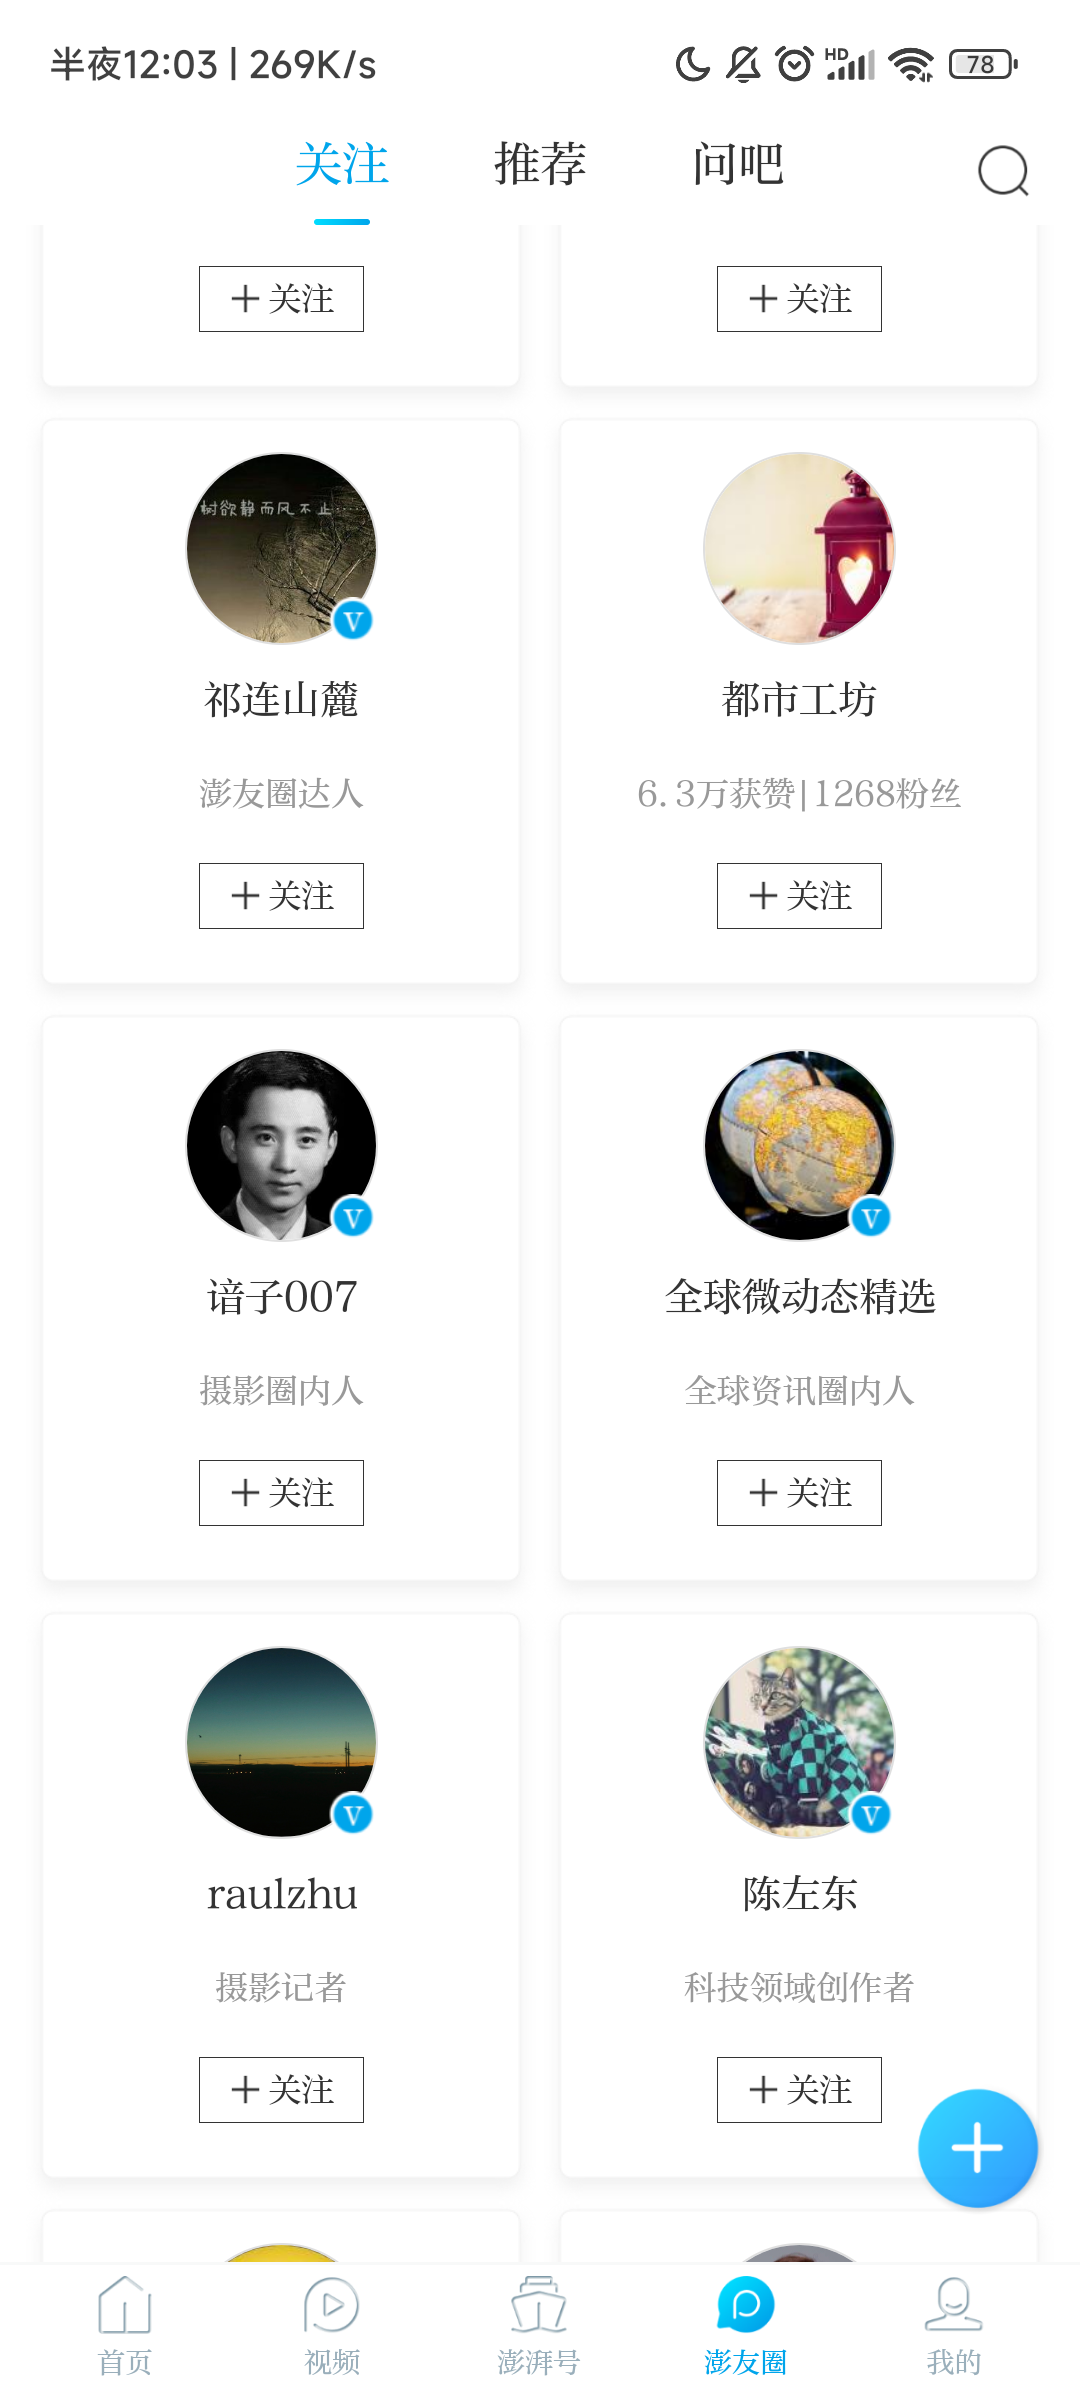 半夜12:03 | 269K/s
HD
78
关注 推荐 问吧
关注 关注
树欲静而风不止……
祁连山麓 都市工坊
澎友圈达人 6.3万获赞|1268粉丝
关注 关注
谙子007 全球微动态精选
摄影圈内人 全球资讯圈内人
关注 关注
raulzhu 陈左东
摄影记者 科技领域创作者
关注 关注
首页 视频 澎湃号 澎友圈 我的